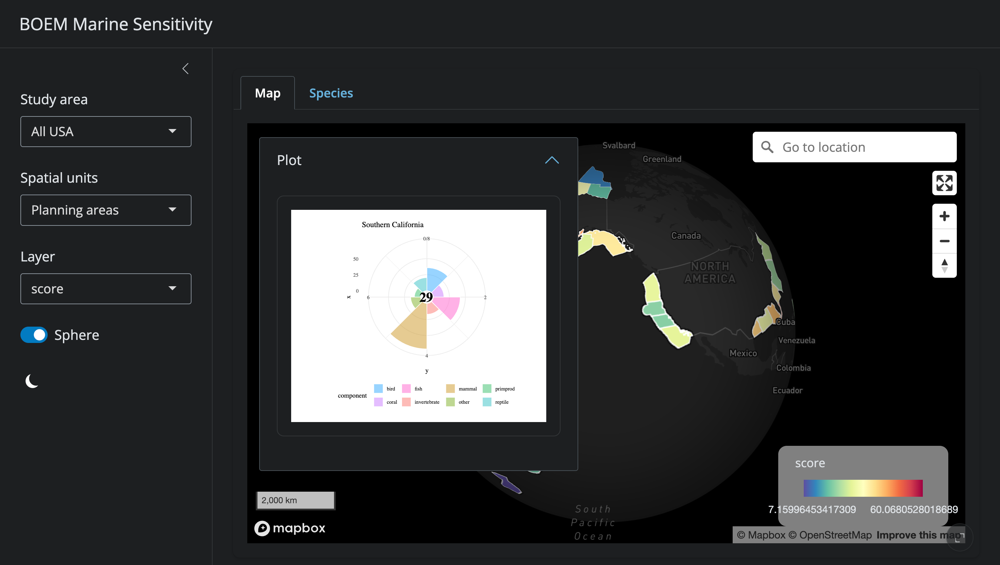 BOEM Marine Sensitivity
Study area
All USA
Spatial units
Planning areas
Layer
score
Sphere
Map
Species
Go to location
Plot
Southern California
0/8
50
25
0
x
6
29
2
4
y
component
bird
fish
mammal
primprod
coral
invertebrate
other
reptile
Svalbard
Greenland
Canada
NORTH
AMERICA
Cuba
Venezuela
Mexico
Colombia
Ecuador
South
Pacific
Ocean
2,000 km
mapbox
score
7.15996453417309
60.0680528018689
© Mapbox © OpenStreetMap Improve this map